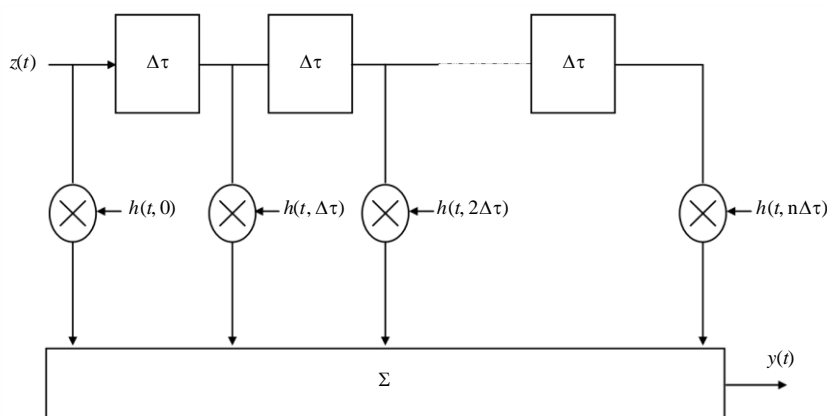 z(t)
Δτ
Δτ
Δτ
h(t, 0)
h(t, Δτ)
h(t, 2Δτ)
h(t, nΔτ)
Σ
y(t)